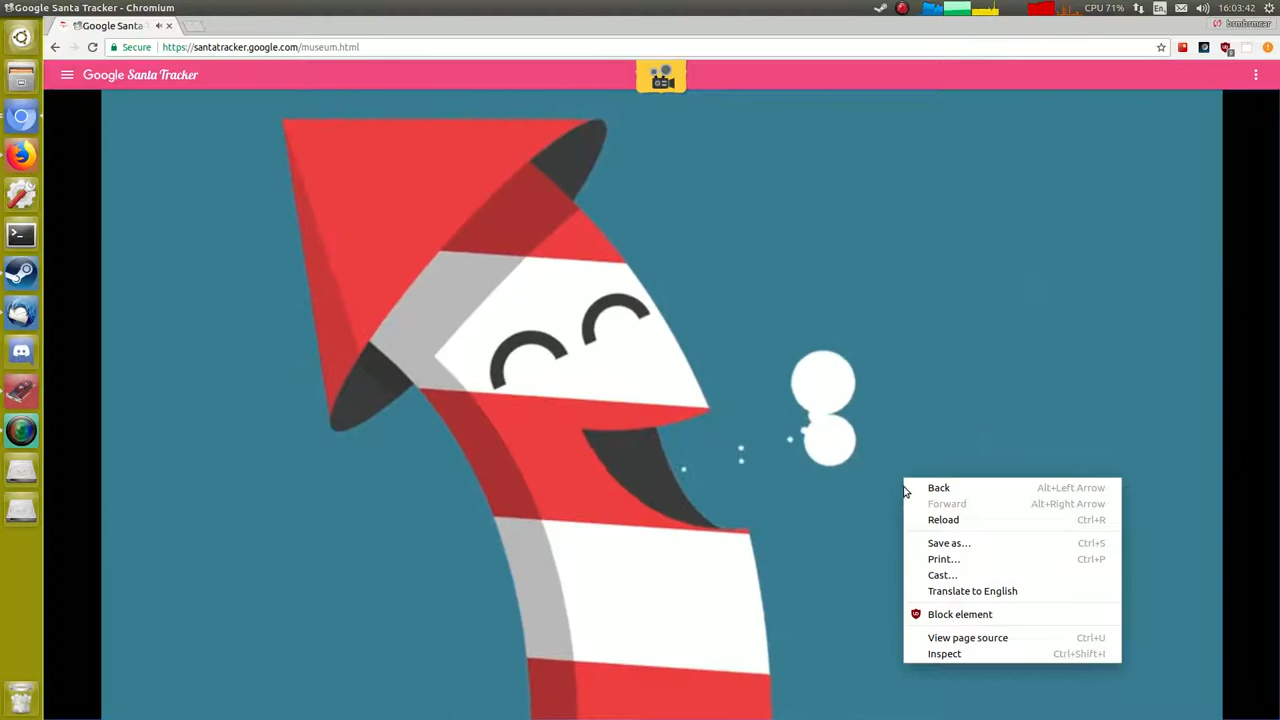 Google Santa Tracker - Chromium
CPU 71%
En
16:03:42
Google Santa
brmbrmcar
Secure
https://santatracker.google.com/museum.html
Google Santa Tracker
Back Alt+Left Arrow
Forward Alt+Right Arrow
Reload Ctrl+R
Save as... Ctrl+S
Print... Ctrl+P
Cast...
Translate to English
Block element
View page source Ctrl+U
Inspect Ctrl+Shift+I